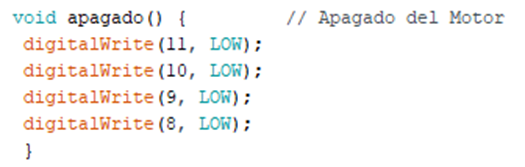 void apagado() {          // Apagado del Motor
digitalWrite(11, LOW);
digitalWrite(10, LOW);
digitalWrite(9, LOW);
digitalWrite(8, LOW);
}